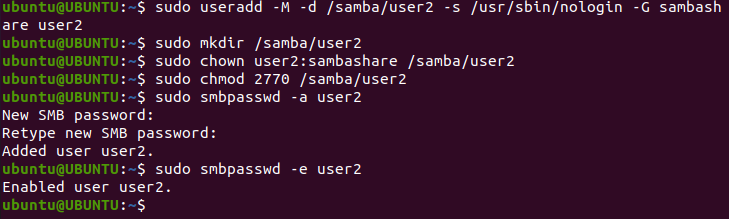 ubuntu@UBUNTU:~$ sudo useradd -M -d /samba/user2 -s /usr/sbin/nologin -G sambash
are user2
ubuntu@UBUNTU:~$ sudo mkdir /samba/user2
ubuntu@UBUNTU:~$ sudo chown user2:sambashare /samba/user2
ubuntu@UBUNTU:~$ sudo chmod 2770 /samba/user2
ubuntu@UBUNTU:~$ sudo smbpasswd -a user2
New SMB password:
Retype new SMB password:
Added user user2.
ubuntu@UBUNTU:~$ sudo smbpasswd -e user2
Enabled user user2.
ubuntu@UBUNTU:~$